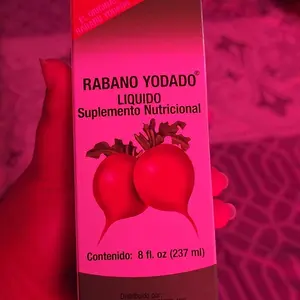 RABANO YODADO®
LIQUIDO
Suplemento Nutricional
Contenido: 8 fl. oz (237 ml)